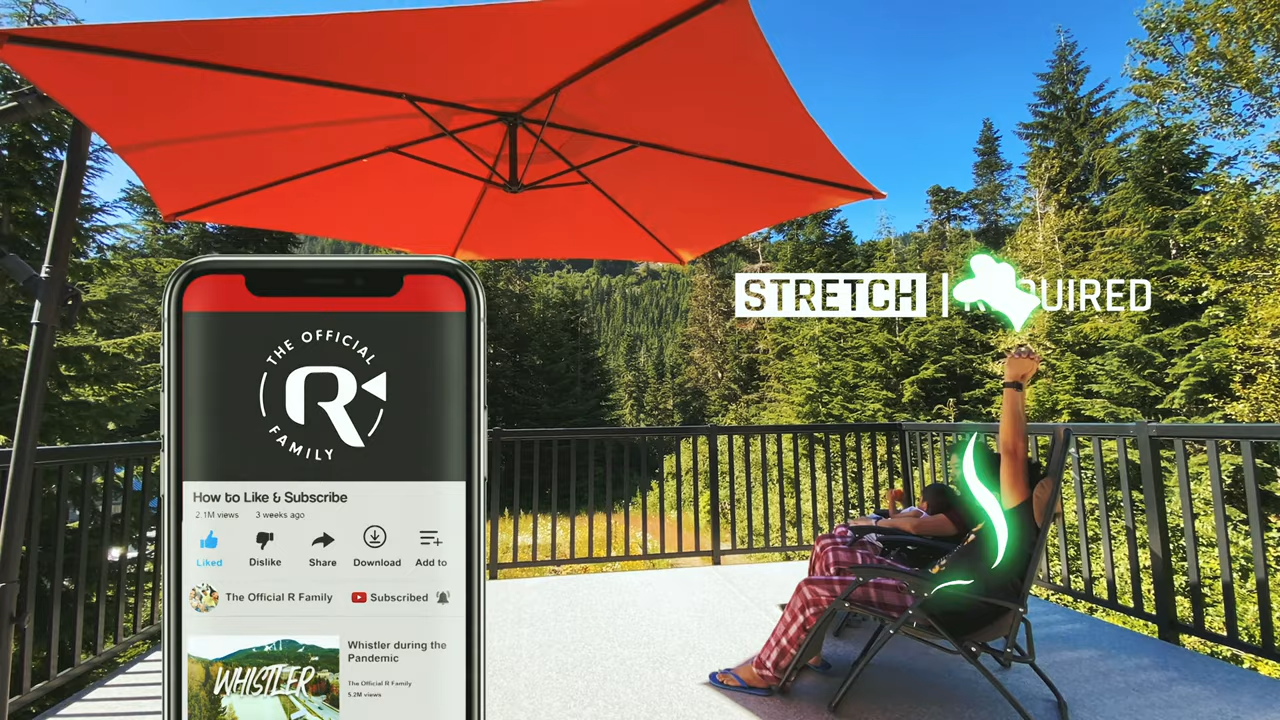 STRETCH | REQUIRED
THE OFFICIAL
R
FAMILY
How to Like & Subscribe
2.1M views 3 weeks ago
Liked Dislike Share Download Add to
The Official R Family Subscribed
WHISTLER
Whistler during the
Pandemic
The Official R Family
5.2M views